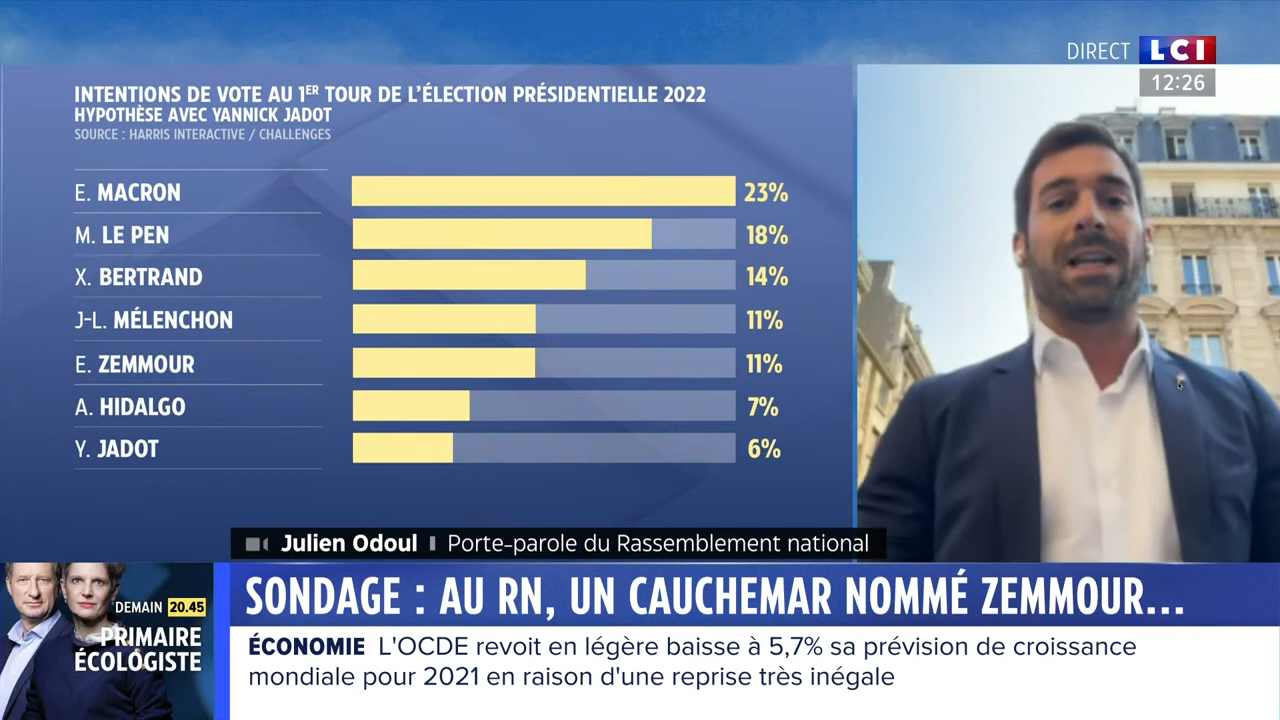 DIRECT LCI
12:26
INTENTIONS DE VOTE AU 1ER TOUR DE L'ÉLECTION PRÉSIDENTIELLE 2022
HYPOTHÈSE AVEC YANNICK JADOT
SOURCE : HARRIS INTERACTIVE / CHALLENGES
E. MACRON 23%
M. LE PEN 18%
X. BERTRAND 14%
J-L. MÉLENCHON 11%
E. ZEMMOUR 11%
A. HIDALGO 7%
Y. JADOT 6%
Julien Odoul Porte-parole du Rassemblement national
DEMAIN 20.45
PRIMAIRE
ÉCOLOGISTE
SONDAGE : AU RN, UN CAUCHEMAR NOMMÉ ZEMMOUR...
ÉCONOMIE L'OCDE revoit en légère baisse à 5,7% sa prévision de croissance
mondiale pour 2021 en raison d'une reprise très inégale